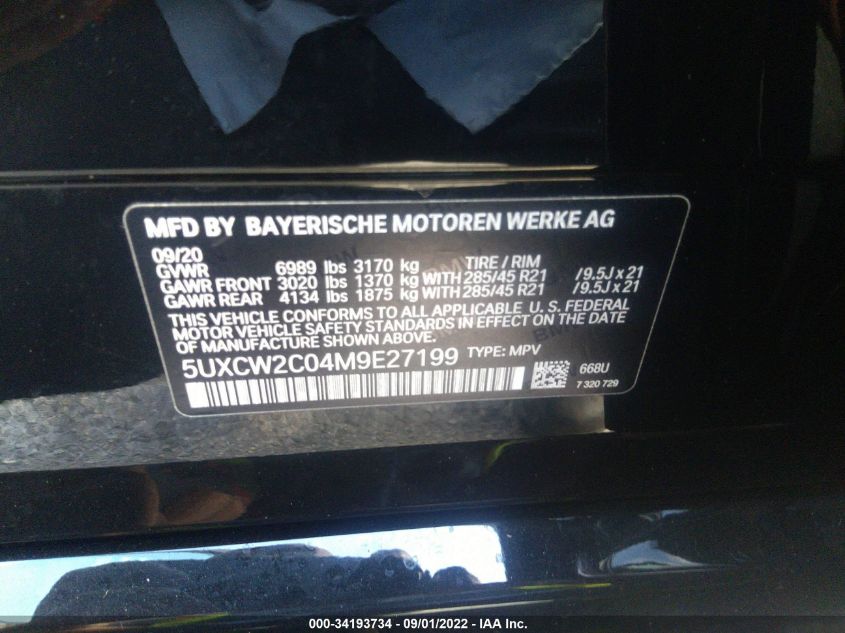 MFD BY BAYERISCHE MOTOREN WERKE AG
09/20 TIRE / RIM
GVWR 6989 lbs 3170 kg
GAWR FRONT 3020 lbs 1370 kg WITH 285/45 R21 /9.5J x 21
GAWR REAR 4134 lbs 1875 kg WITH 285/45 R21 /9.5J x 21
THIS VEHICLE CONFORMS TO ALL APPLICABLE U. S. FEDERAL
MOTOR VEHICLE SAFETY STANDARDS IN EFFECT ON THE DATE
OF MANUFACTURE SHOWN ABOVE.
5UXCW2C04M9E27199 TYPE: MPV
668U
7 320 729
000-34193734 - 09/01/2022 - IAA Inc.